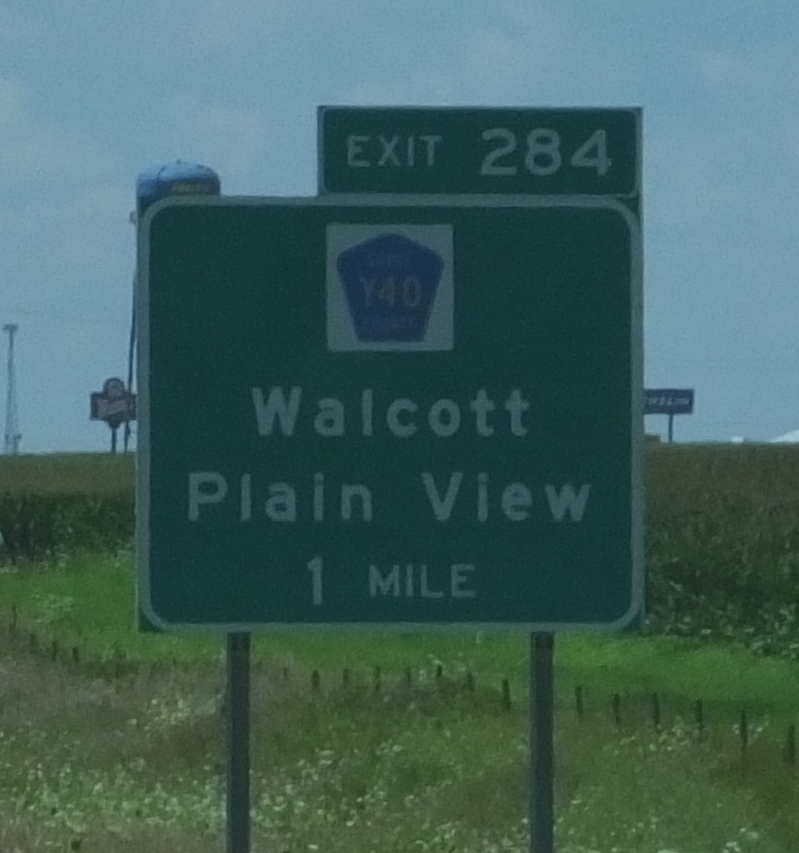 EXIT 284
Y40
Walcott
Plain View
1 MILE